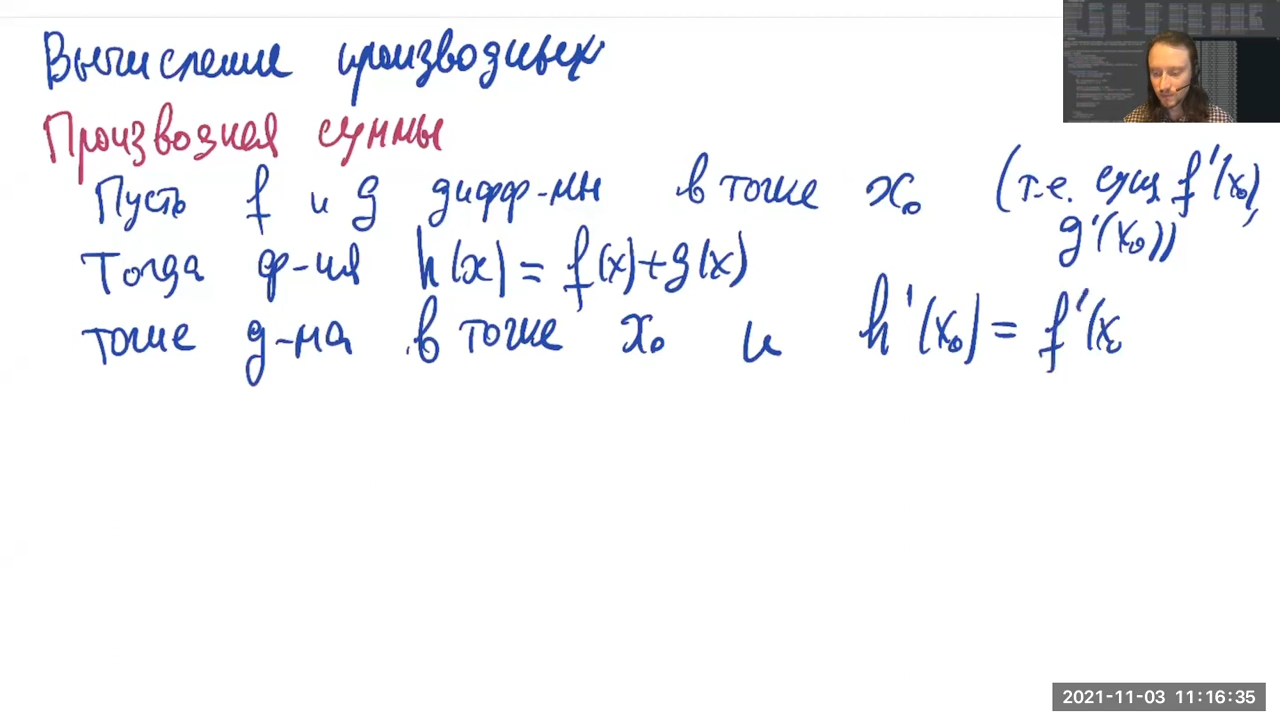 Вычисление производных
Производная суммы
Пусть f и g дифф-мы в точке x₀ (т.е. сущ f'(x₀),
g'(x₀))
Тогда ф-ия h(x) = f(x)+g(x)
тоже д-ма в точке x₀ и h'(x₀) = f'(x
2021-11-03 11:16:35